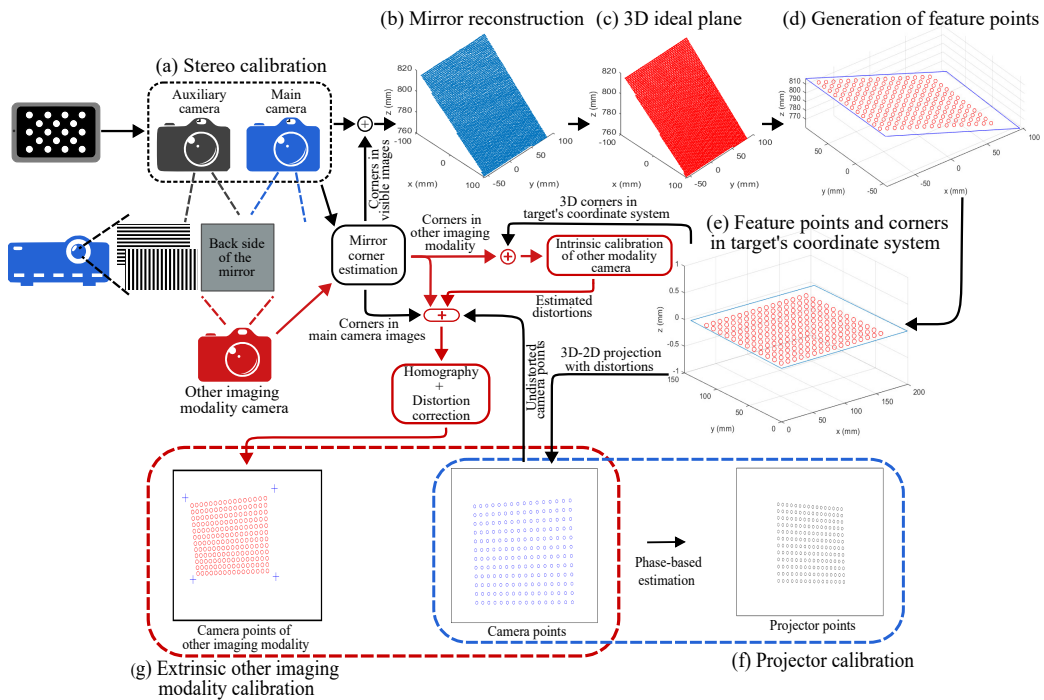 (b) Mirror reconstruction
(c) 3D ideal plane
(d) Generation of feature points
(a) Stereo calibration
Auxiliary
camera
Main
camera
820
800
780
760
z (mm)
-100
0
100
x (mm)
-50
0
50
100
y (mm)
820
800
780
760
z (mm)
-100
0
100
x (mm)
-50
0
50
100
y (mm)
810
800
790
780
770
z (mm)
50
0
-50
y (mm)
-50
0
50
100
x (mm)
Corners in
visible images
Back side
of the
mirror
Mirror
corner
estimation
Corners in
other imaging
modality
3D corners in
target's coordinate system
Intrinsic calibration
of other modality
camera
(e) Feature points and corners
in target's coordinate system
Estimated
distortions
Corners in
main camera images
1
0.5
0
-0.5
-1
z (mm)
150
100
50
0
y (mm)
0
50
100
150
200
x (mm)
3D-2D projection
with distortions
Undistorted
camera points
Other imaging
modality camera
Homography
+
Distortion
correction
Phase-based
estimation
Camera points of
other imaging modality
Camera points
Projector points
(g) Extrinsic other imaging
modality calibration
(f) Projector calibration